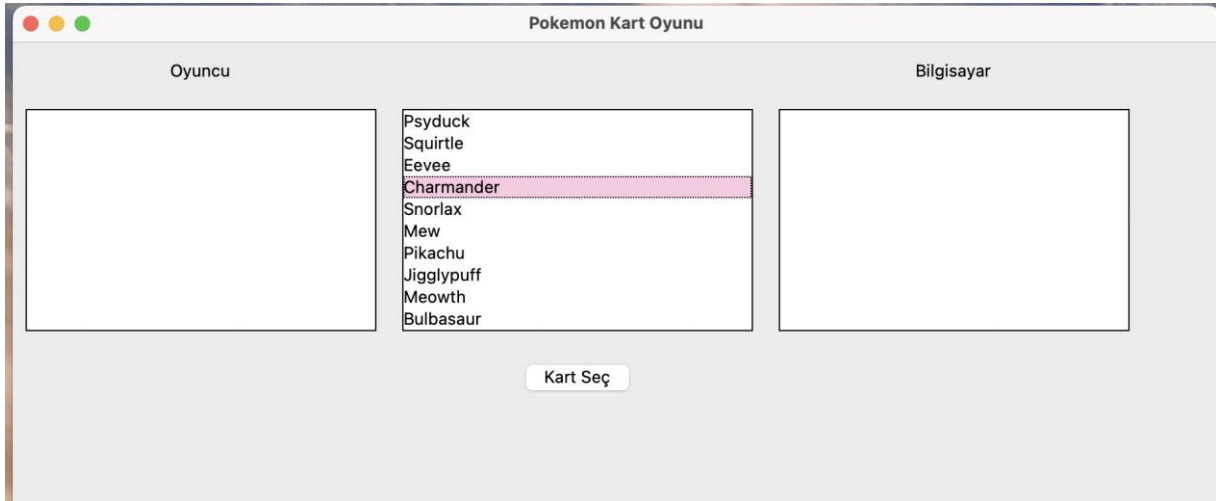 Pokemon Kart Oyunu
Oyuncu
Bilgisayar
Psyduck
Squirtle
Eevee
Charmander
Snorlax
Mew
Pikachu
Jigglypuff
Meowth
Bulbasaur
Kart Seç